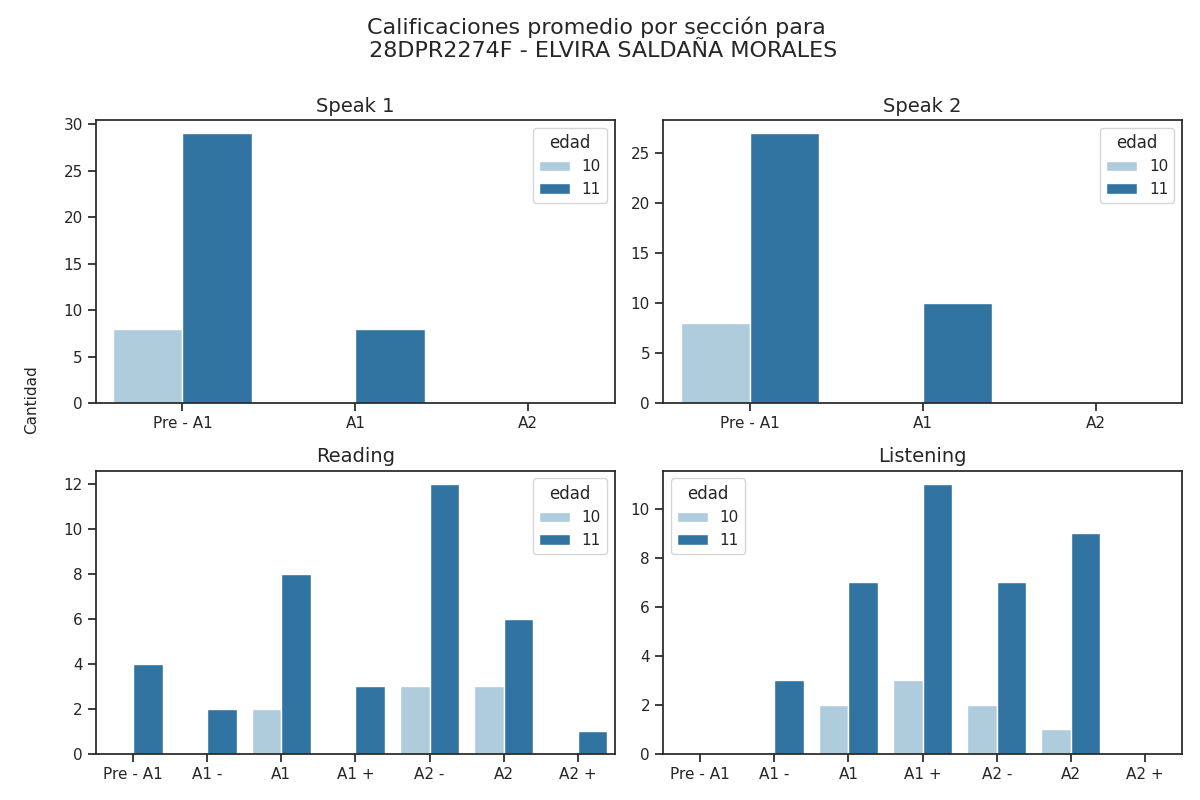 Calificaciones promedio por sección para
28DPR2274F - ELVIRA SALDAÑA MORALES
Cantidad
Speak 1
30
25
20
15
10
5
0
Pre - A1 A1 A2
edad
10
11
Speak 2
25
20
15
10
5
0
Pre - A1 A1 A2
edad
10
11
Reading
12
10
8
6
4
2
0
Pre - A1 A1 - A1 A1 + A2 - A2 A2 +
edad
10
11
Listening
10
8
6
4
2
0
Pre - A1 A1 - A1 A1 + A2 - A2 A2 +
edad
10
11